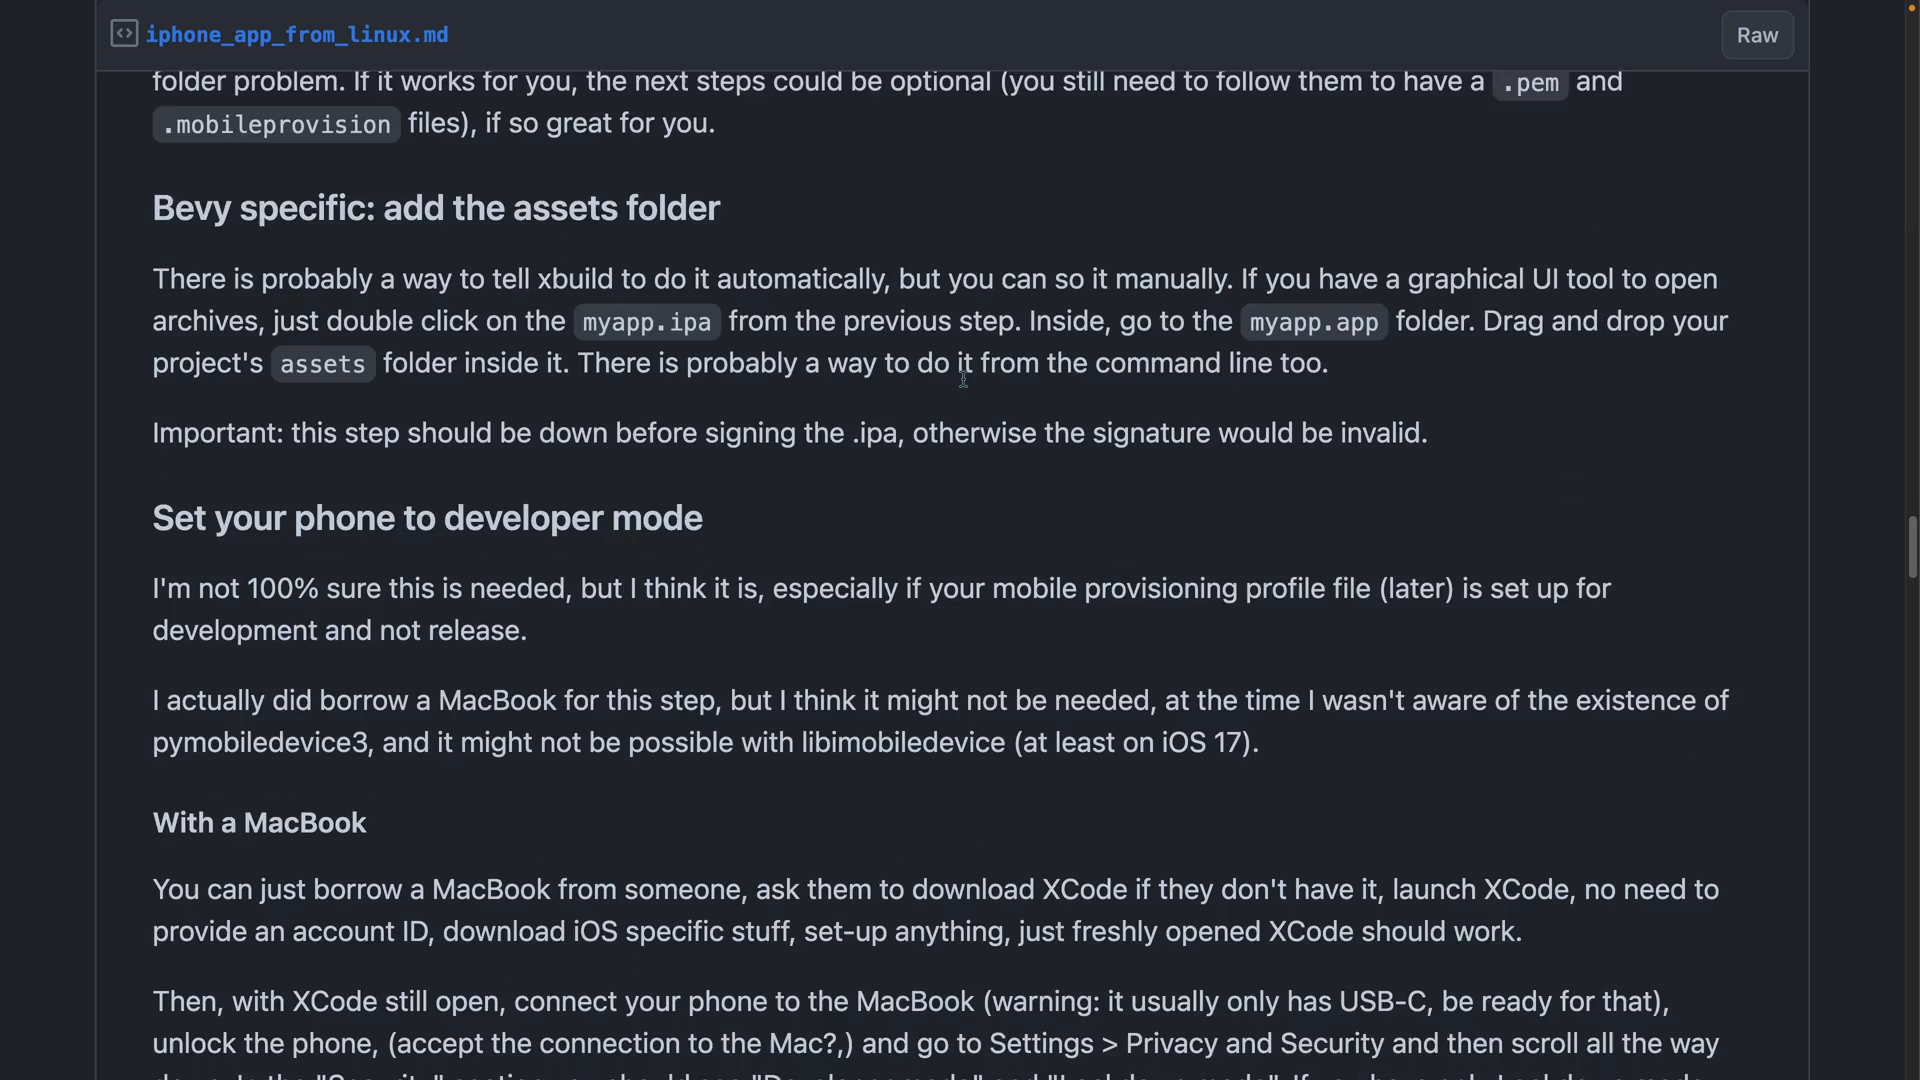 iphone_app_from_linux.md
Raw
folder problem. If it works for you, the next steps could be optional (you still need to follow them to have a .pem and
.mobileprovision files), if so great for you.
Bevy specific: add the assets folder
There is probably a way to tell xbuild to do it automatically, but you can so it manually. If you have a graphical UI tool to open
archives, just double click on the myapp.ipa from the previous step. Inside, go to the myapp.app folder. Drag and drop your
project's assets folder inside it. There is probably a way to do it from the command line too.
Important: this step should be down before signing the .ipa, otherwise the signature would be invalid.
Set your phone to developer mode
I'm not 100% sure this is needed, but I think it is, especially if your mobile provisioning profile file (later) is set up for
development and not release.
I actually did borrow a MacBook for this step, but I think it might not be needed, at the time I wasn't aware of the existence of
pymobiledevice3, and it might not be possible with libimobiledevice (at least on iOS 17).
With a MacBook
You can just borrow a MacBook from someone, ask them to download XCode if they don't have it, launch XCode, no need to
provide an account ID, download iOS specific stuff, set-up anything, just freshly opened XCode should work.
Then, with XCode still open, connect your phone to the MacBook (warning: it usually only has USB-C, be ready for that),
unlock the phone, (accept the connection to the Mac?,) and go to Settings > Privacy and Security and then scroll all the way